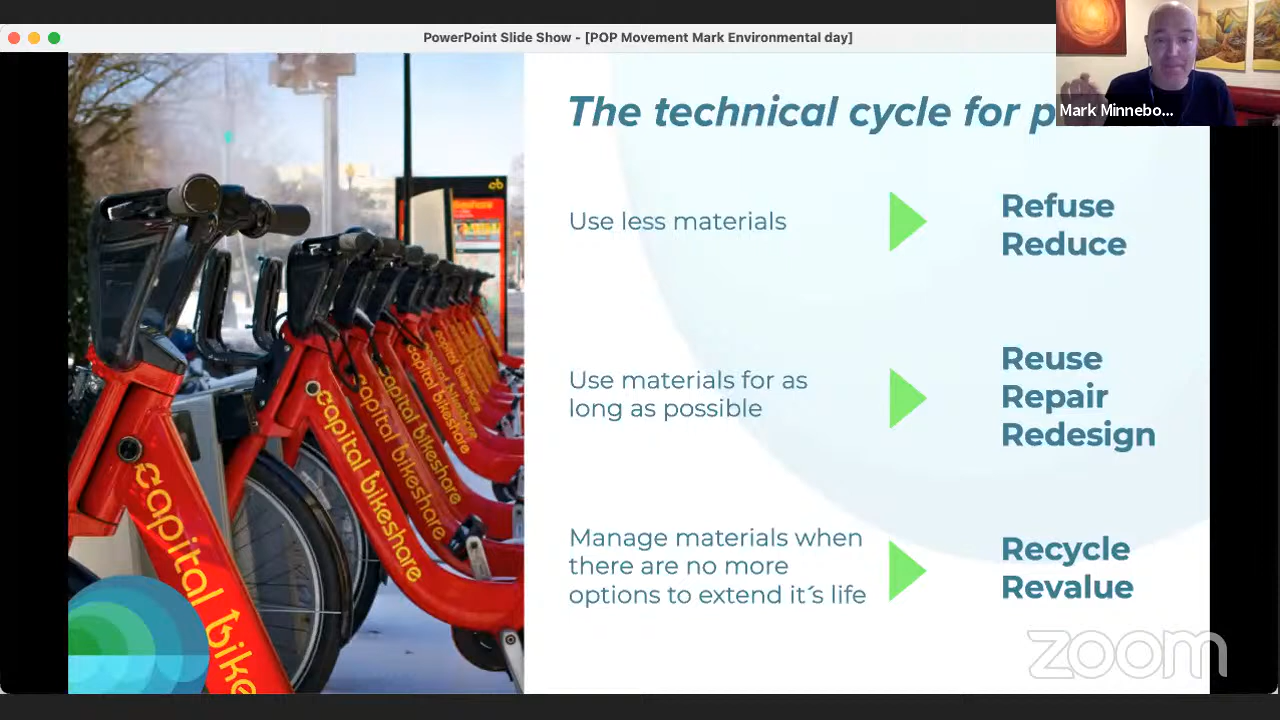 PowerPoint Slide Show - [POP Movement Mark Environmental day]
Mark Minnebo...
The technical cycle for p
Use less materials
Refuse
Reduce
Use materials for as
long as possible
Reuse
Repair
Redesign
Manage materials when
there are no more
options to extend it´s life
Recycle
Revalue
capital bikeshare
capital bikeshare
capital bikeshare
capital bikeshare
capital bike
zoom